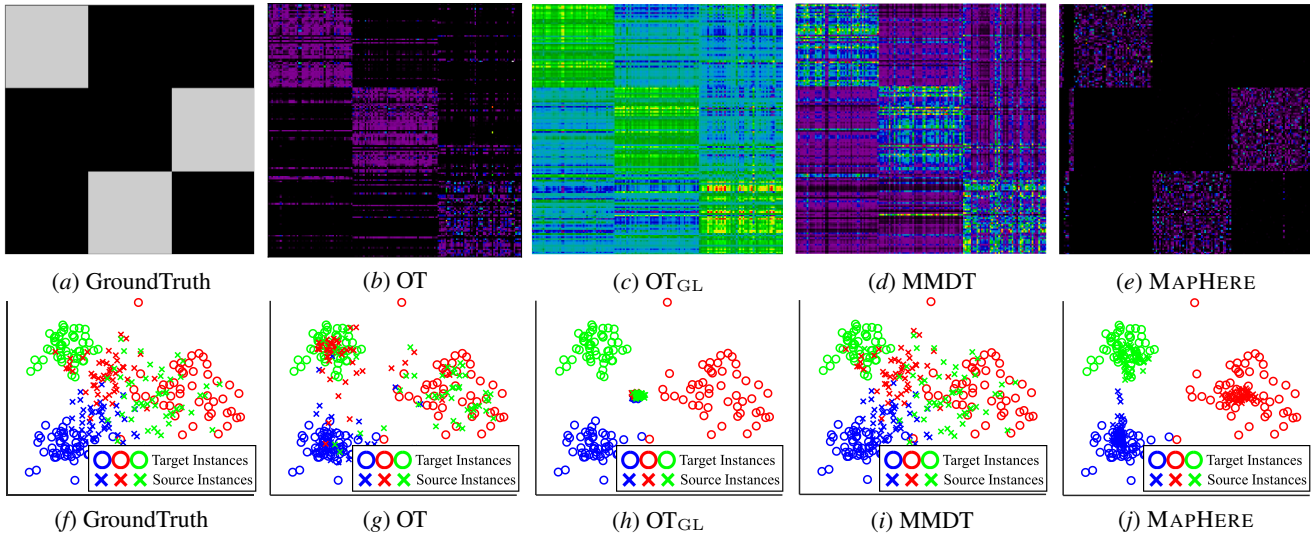 (a) GroundTruth (b) OT (c) OTGL (d) MMDT (e) MAPHERE
Target Instances Target Instances Target Instances Target Instances Target Instances
Source Instances Source Instances Source Instances Source Instances Source Instances
(f) GroundTruth (g) OT (h) OTGL (i) MMDT (j) MAPHERE